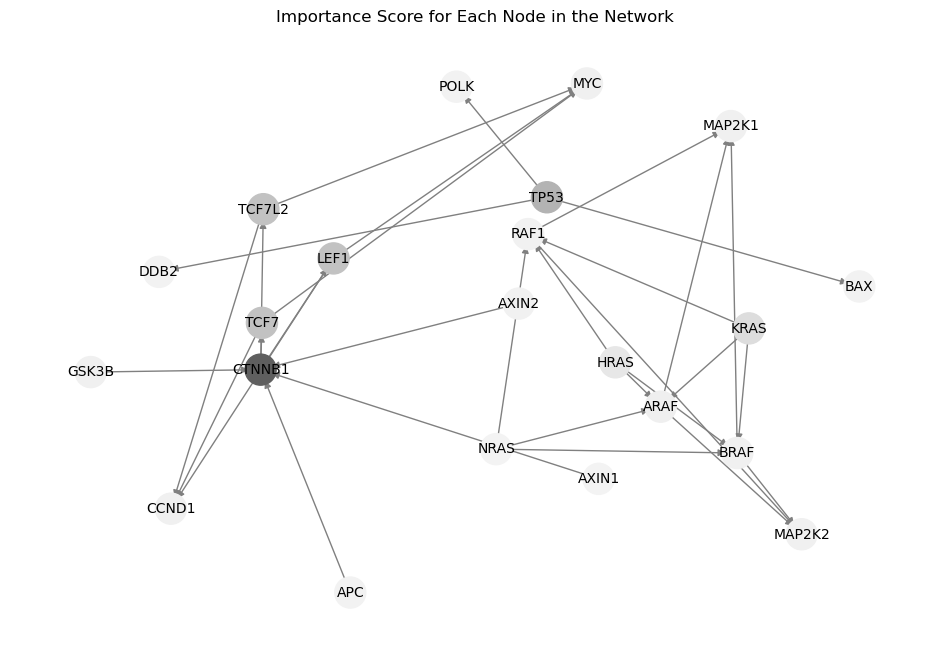 Importance Score for Each Node in the Network
POLK
MYC
MAP2K1
TP53
TCF7L2
RAF1
LEF1
DDB2
BAX
AXIN2
TCF7
KRAS
HRAS
CTNNB1
GSK3B
ARAF
NRAS
BRAF
AXIN1
CCND1
MAP2K2
APC